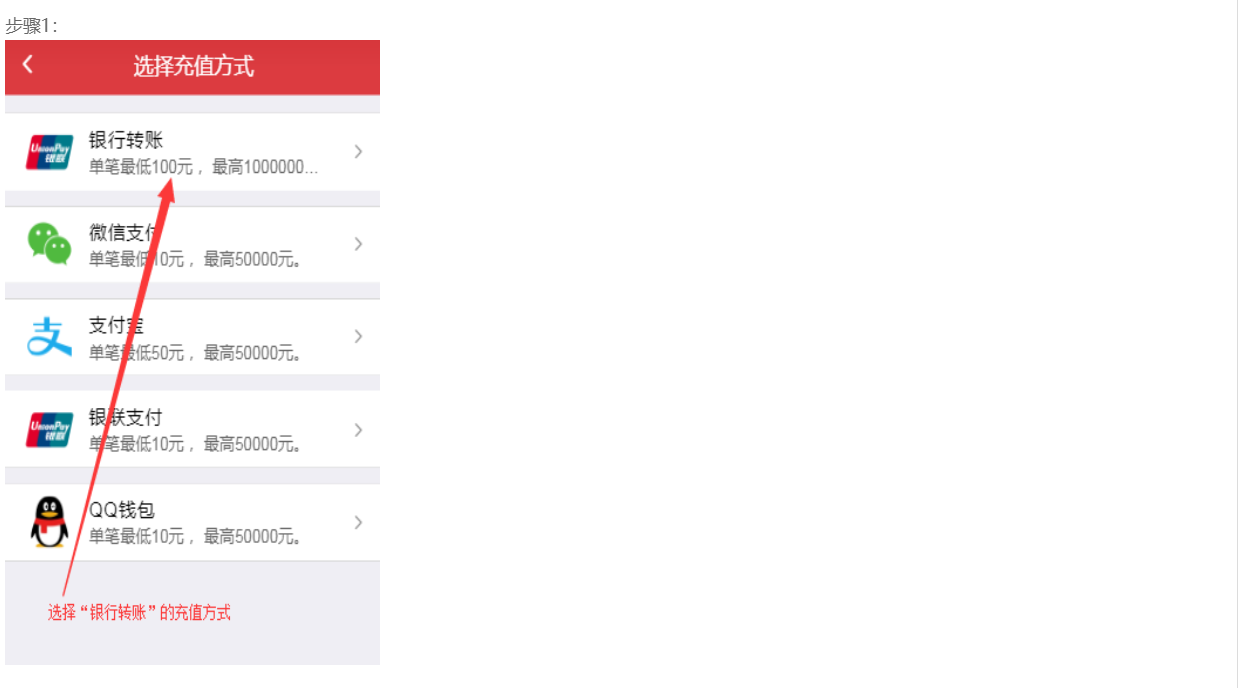 步骤1：
选择充值方式
银行转账
单笔最低100元，最高1000000...
UnionPay
银联
微信支付
单笔最低10元，最高50000元。
支付宝
单笔最低50元，最高50000元。
银联支付
单笔最低10元，最高50000元。
UnionPay
银联
QQ钱包
单笔最低10元，最高50000元。
选择“银行转账”的充值方式